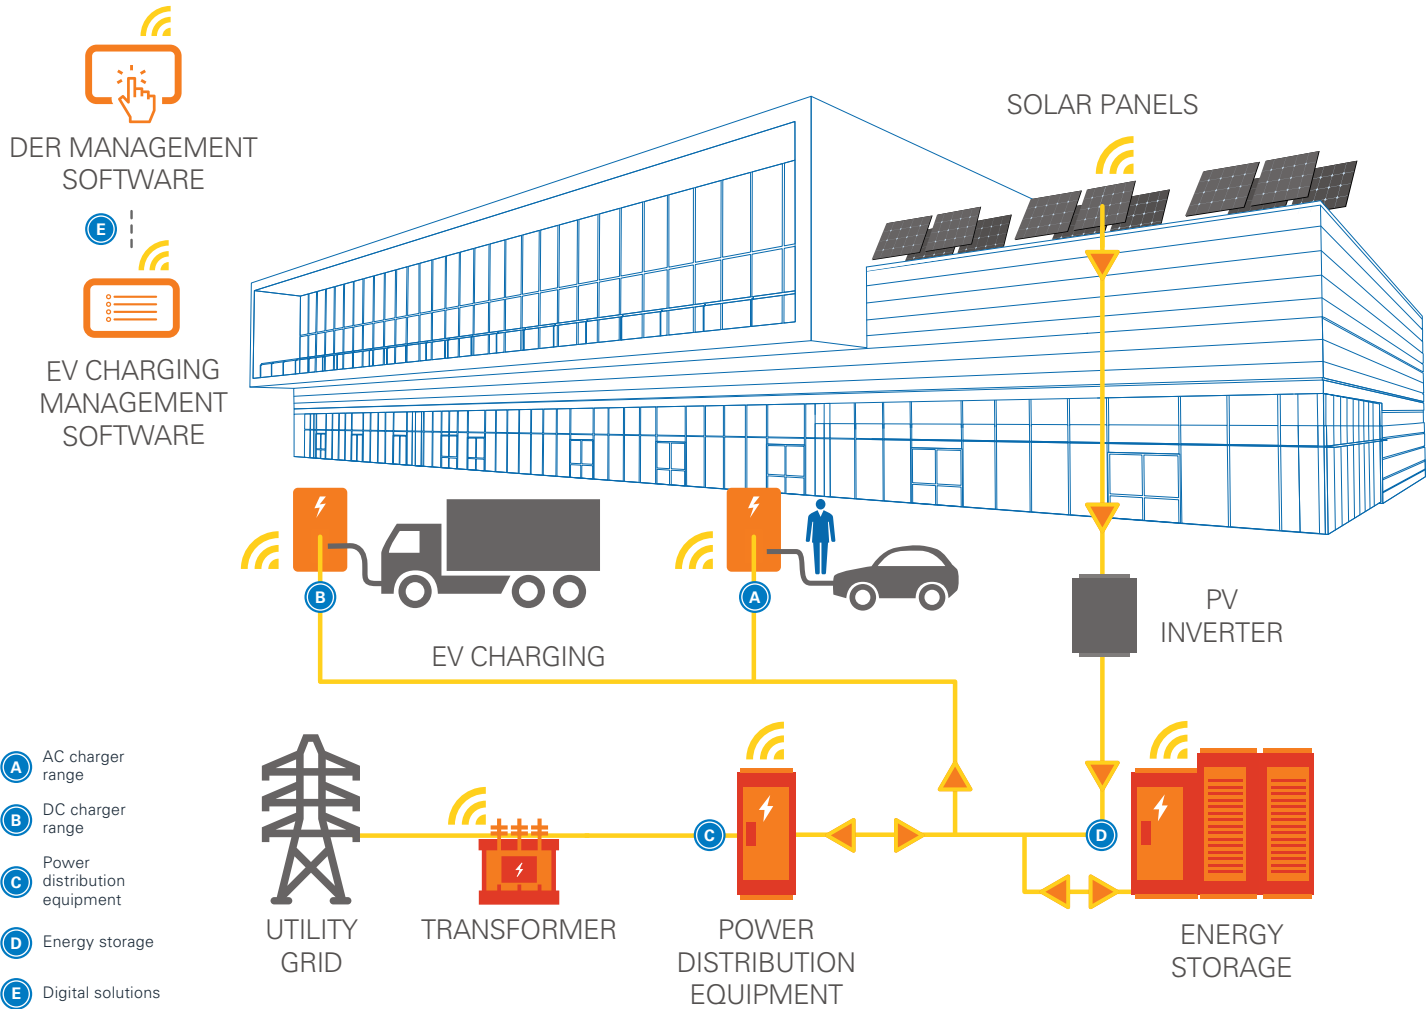 DER MANAGEMENT
SOFTWARE
E
EV CHARGING
MANAGEMENT
SOFTWARE
SOLAR PANELS
B
A
EV CHARGING
PV
INVERTER
A
AC charger
range
B
DC charger
range
C
Power
distribution
equipment
D
Energy storage
E
Digital solutions
C
D
UTILITY
GRID
TRANSFORMER
POWER
DISTRIBUTION
EQUIPMENT
ENERGY
STORAGE